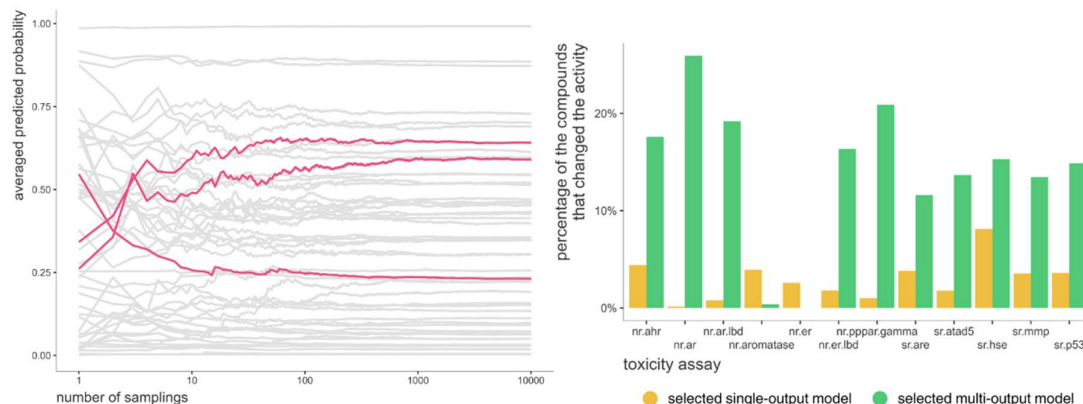 averaged predicted probability
1.00
0.75
0.50
0.25
0.00
1 10 100 1000 10000
number of samplings
percentage of the compounds
that changed the activity
20%
10%
0%
nr.ahr nr.ar.lbd nr.er nr.pppar.gamma sr.atad5 sr.mmp
nr.ar nr.aromatase nr.er.lbd sr.are sr.hse sr.p53
toxicity assay
selected single-output model selected multi-output model